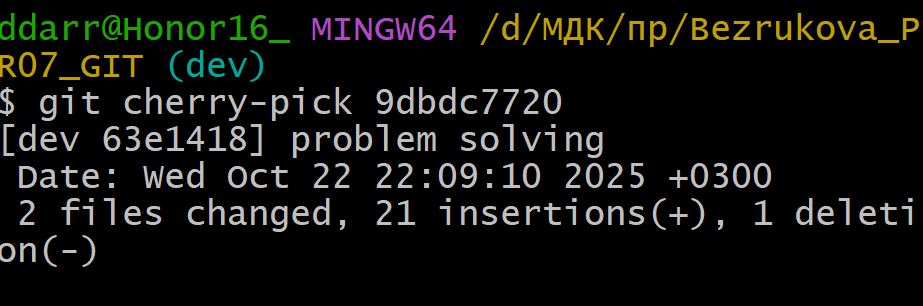 ddarr@Honor16_ MINGW64 /d/МДК/пр/Bezrukova_P
R07_GIT (dev)
$ git cherry-pick 9dbdc7720
[dev 63e1418] problem solving
 Date: Wed Oct 22 22:09:10 2025 +0300
 2 files changed, 21 insertions(+), 1 deleti
on(-)